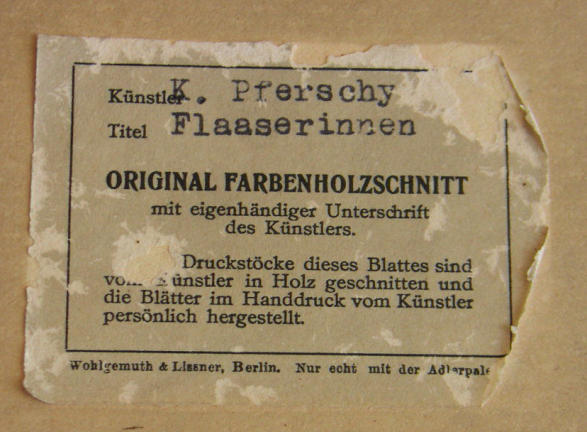 Künstler K. Pferschy
Titel Flaaserinnen
ORIGINAL FARBENHOLZSCHNITT
mit eigenhändiger Unterschrift
des Künstlers.
Druckstöcke dieses Blattes sind
vom Künstler in Holz geschnitten und
die Blätter im Handdruck vom Künstler
persönlich hergestellt.
Wohlgemuth & Lissner, Berlin. Nur echt mit der